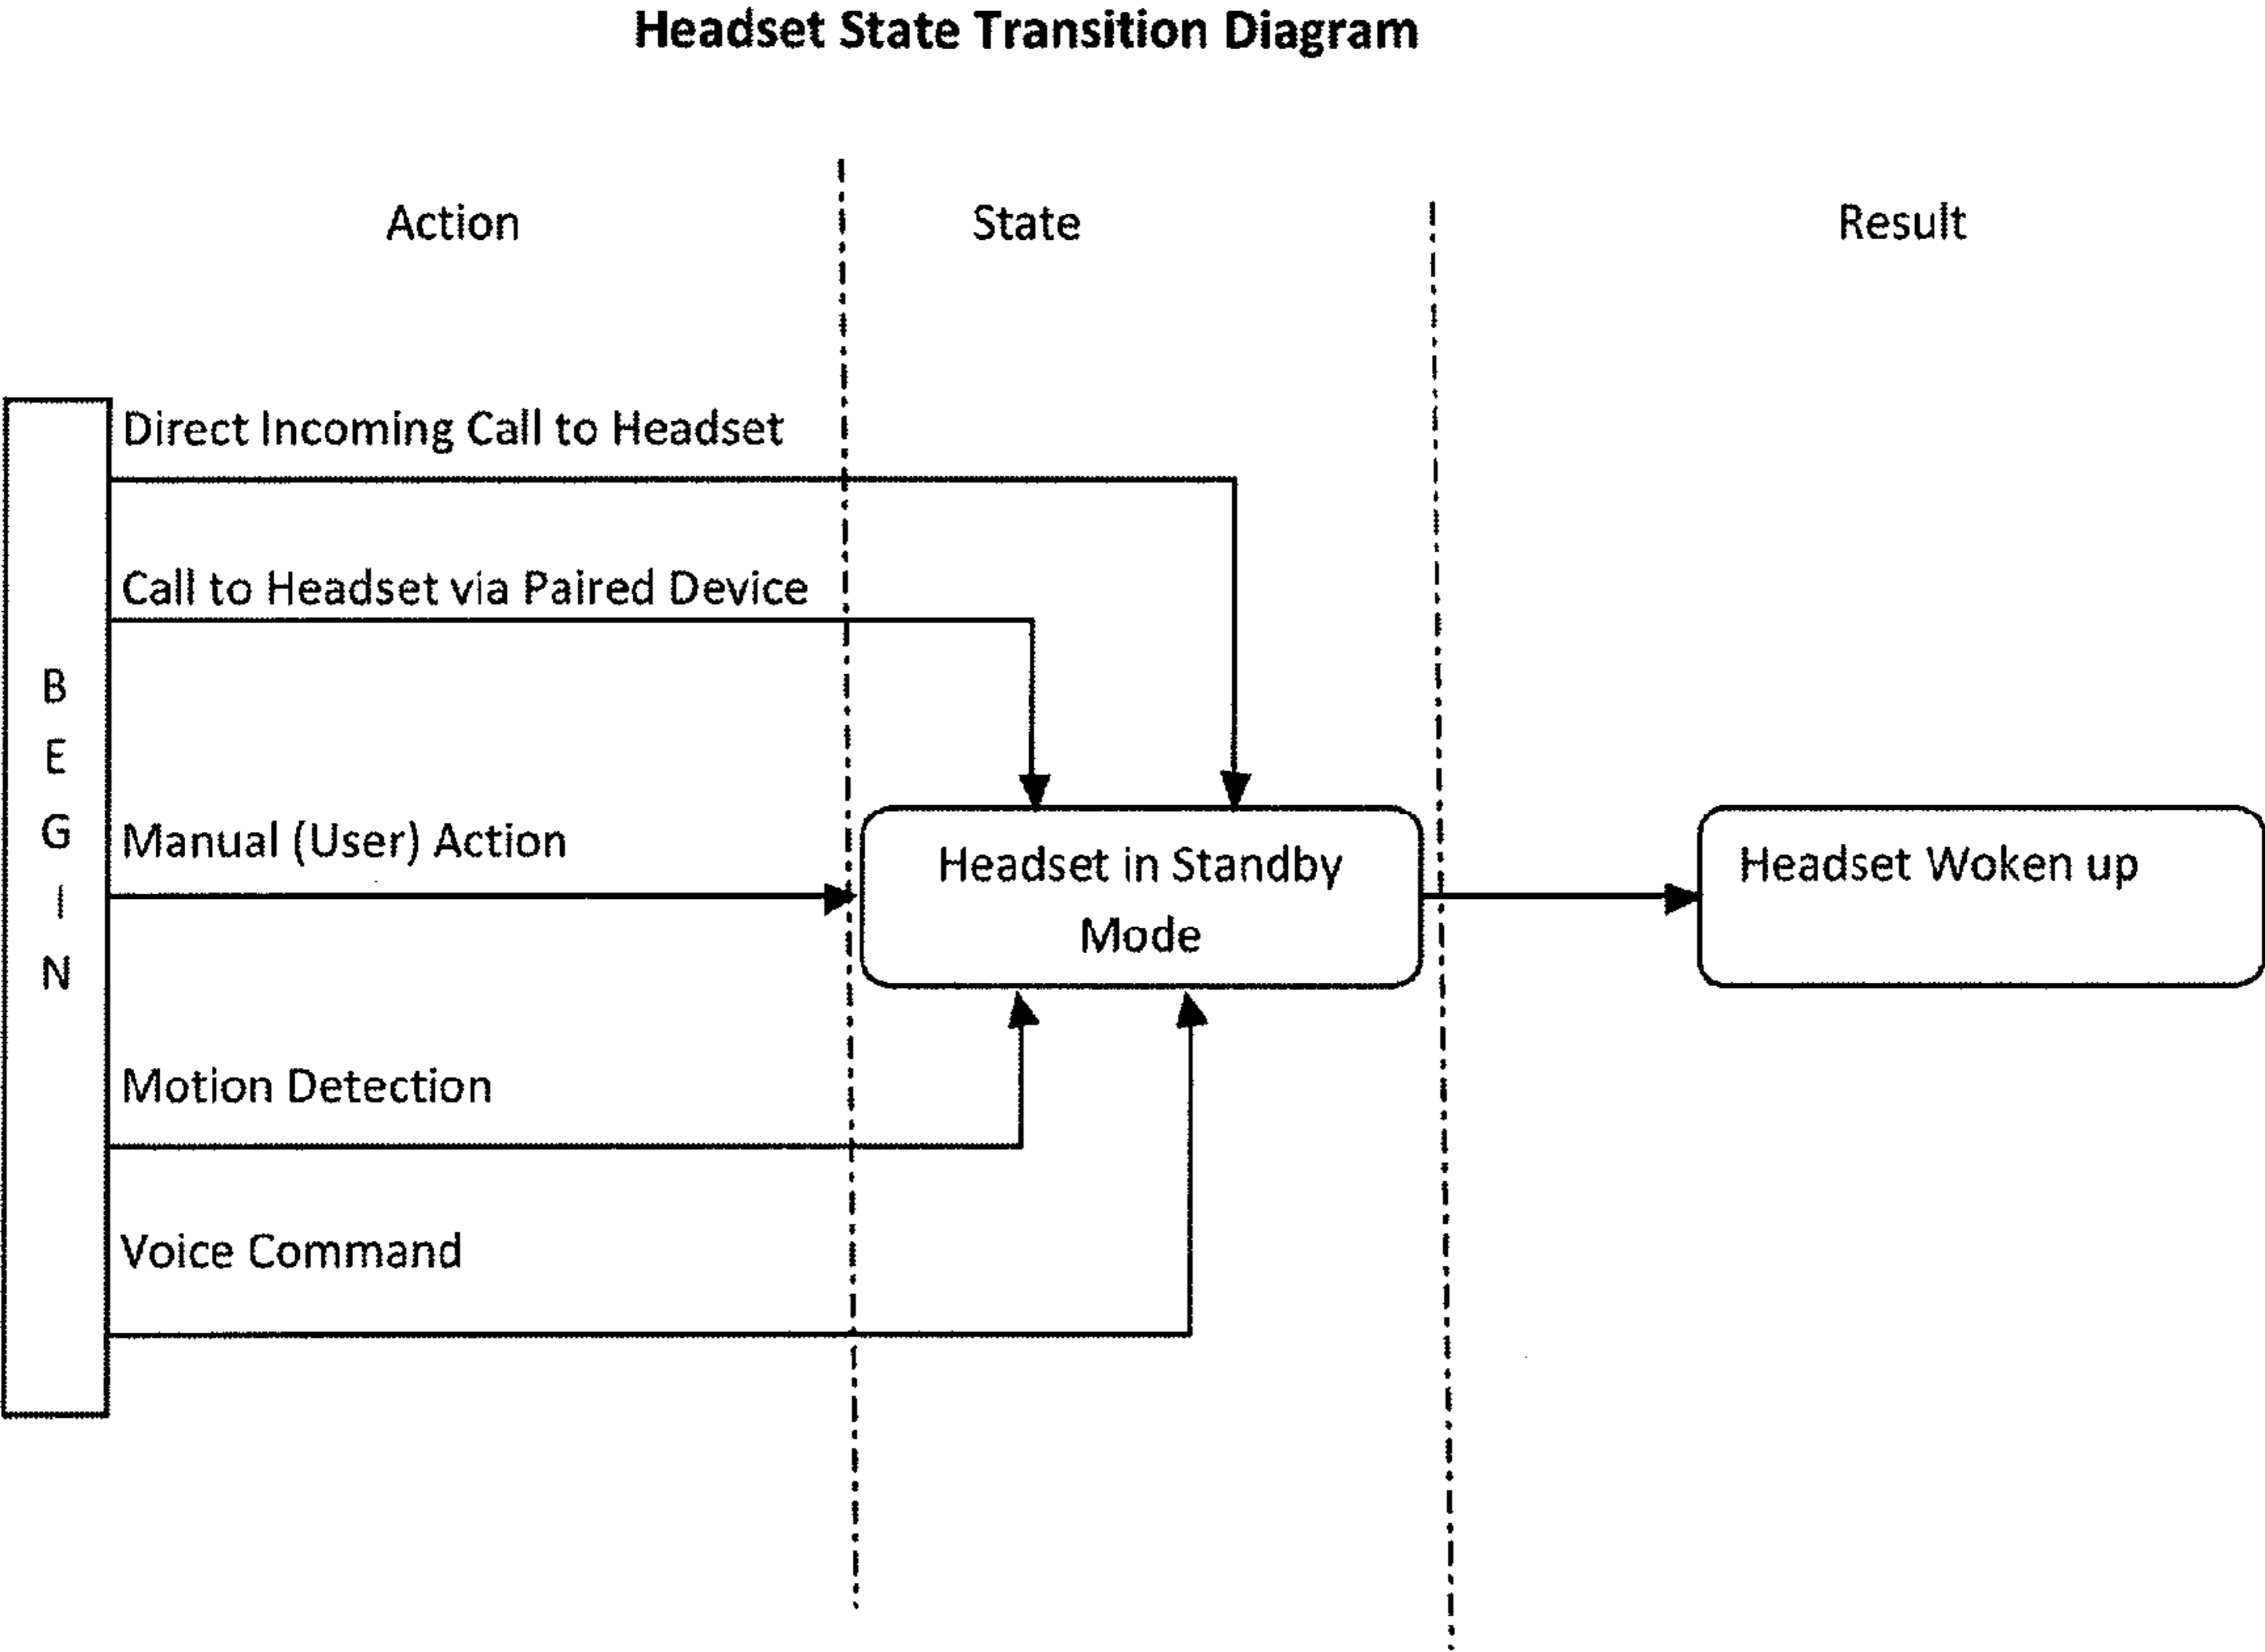 Headset State Transition Diagram
Action
State
Result
Direct Incoming Call to Headset
Call to Headset via Paired Device
BEGIN
Manual (User) Action
Headset in Standby
Mode
Headset Woken up
Motion Detection
Voice Command